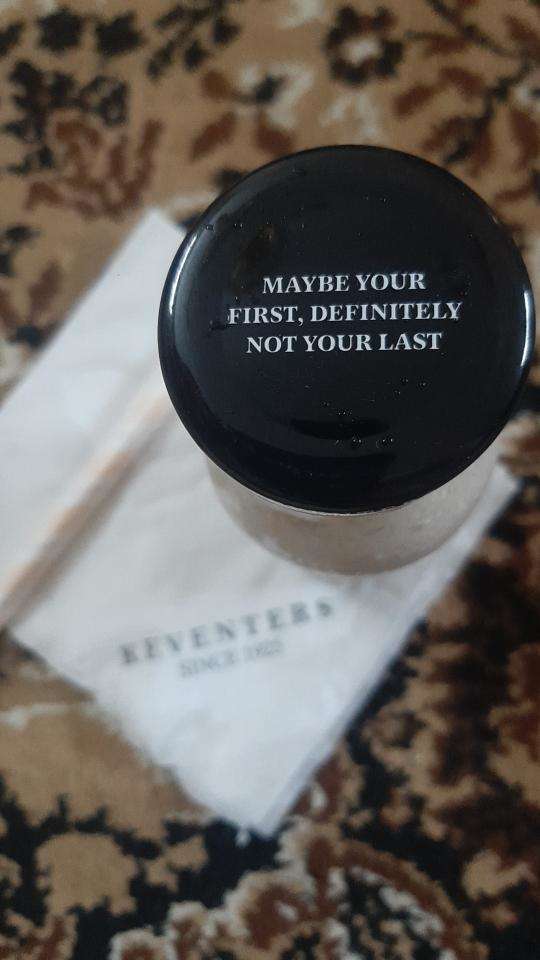 MAYBE YOUR
FIRST, DEFINITELY
NOT YOUR LAST
KEVENTERS
SINCE 1925